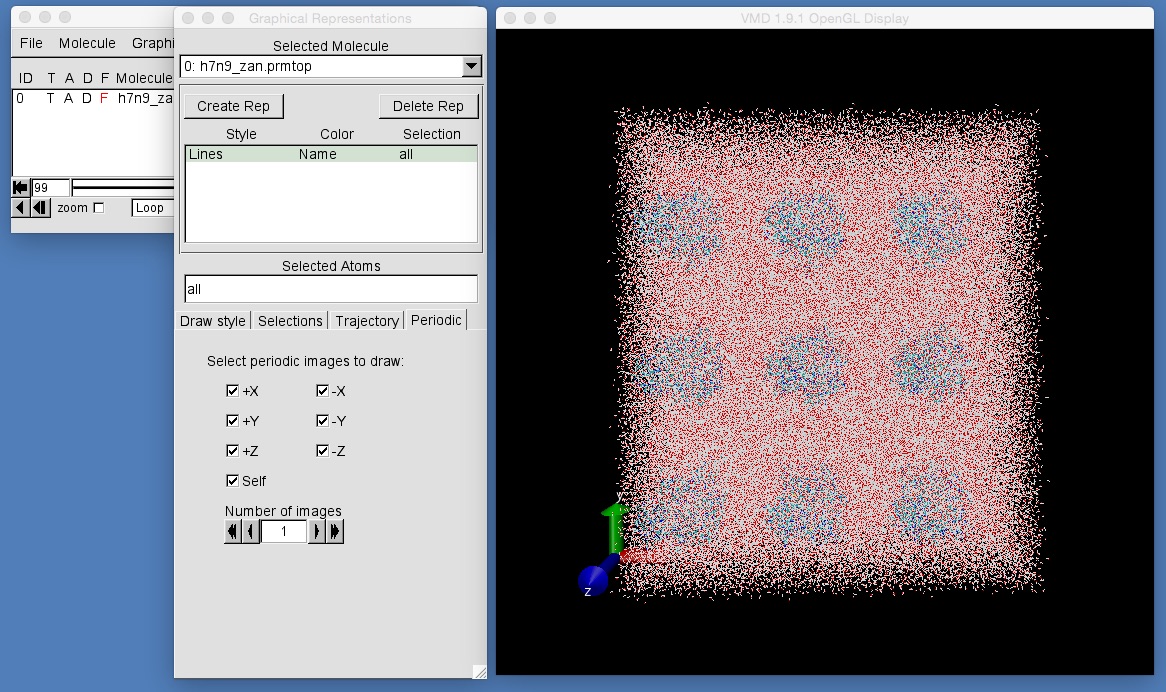 File Molecule Graphi
ID T A D F Molecule
0 T A D F h7n9_za
99
zoom Loop
Graphical Representations
Selected Molecule
0: h7n9_zan.prmtop
Create Rep Delete Rep
Style Color Selection
Lines Name all
Selected Atoms
all
Draw style Selections Trajectory Periodic
Select periodic images to draw:
+X -X
+Y -Y
+Z -Z
Self
Number of images
1
VMD 1.9.1 OpenGL Display
y
z